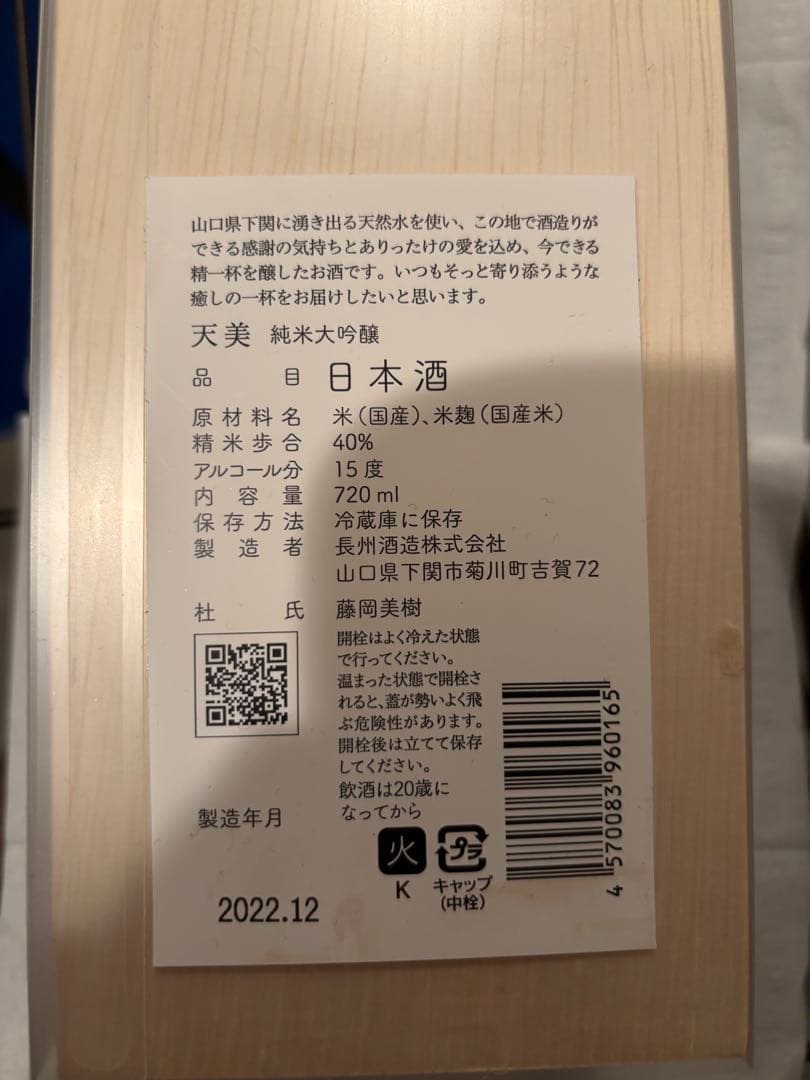 山口県下関に湧き出る天然水を使い、この地で酒造りが
できる感謝の気持ちとありったけの愛を込め、今できる
精一杯を醸したお酒です。いつもそっと寄り添うような
癒しの一杯をお届けしたいと思います。
天美 純米大吟醸
品目 日本酒
原材料名 米（国産）、米麹（国産米）
精米歩合 40%
アルコール分 15度
内容量 720ml
保存方法 冷蔵庫に保存
製造者 長州酒造株式会社
山口県下関市菊川町吉賀72
杜氏 藤岡美樹
開栓はよく冷えた状態
で行ってください。
温まった状態で開栓さ
れると、蓋が勢いよく飛
ぶ危険性があります。
開栓後は立てて保存
してください。
飲酒は20歳に
なってから
火
K
プラ
キャップ
（中栓）
4 570083 960165
製造年月
2022.12